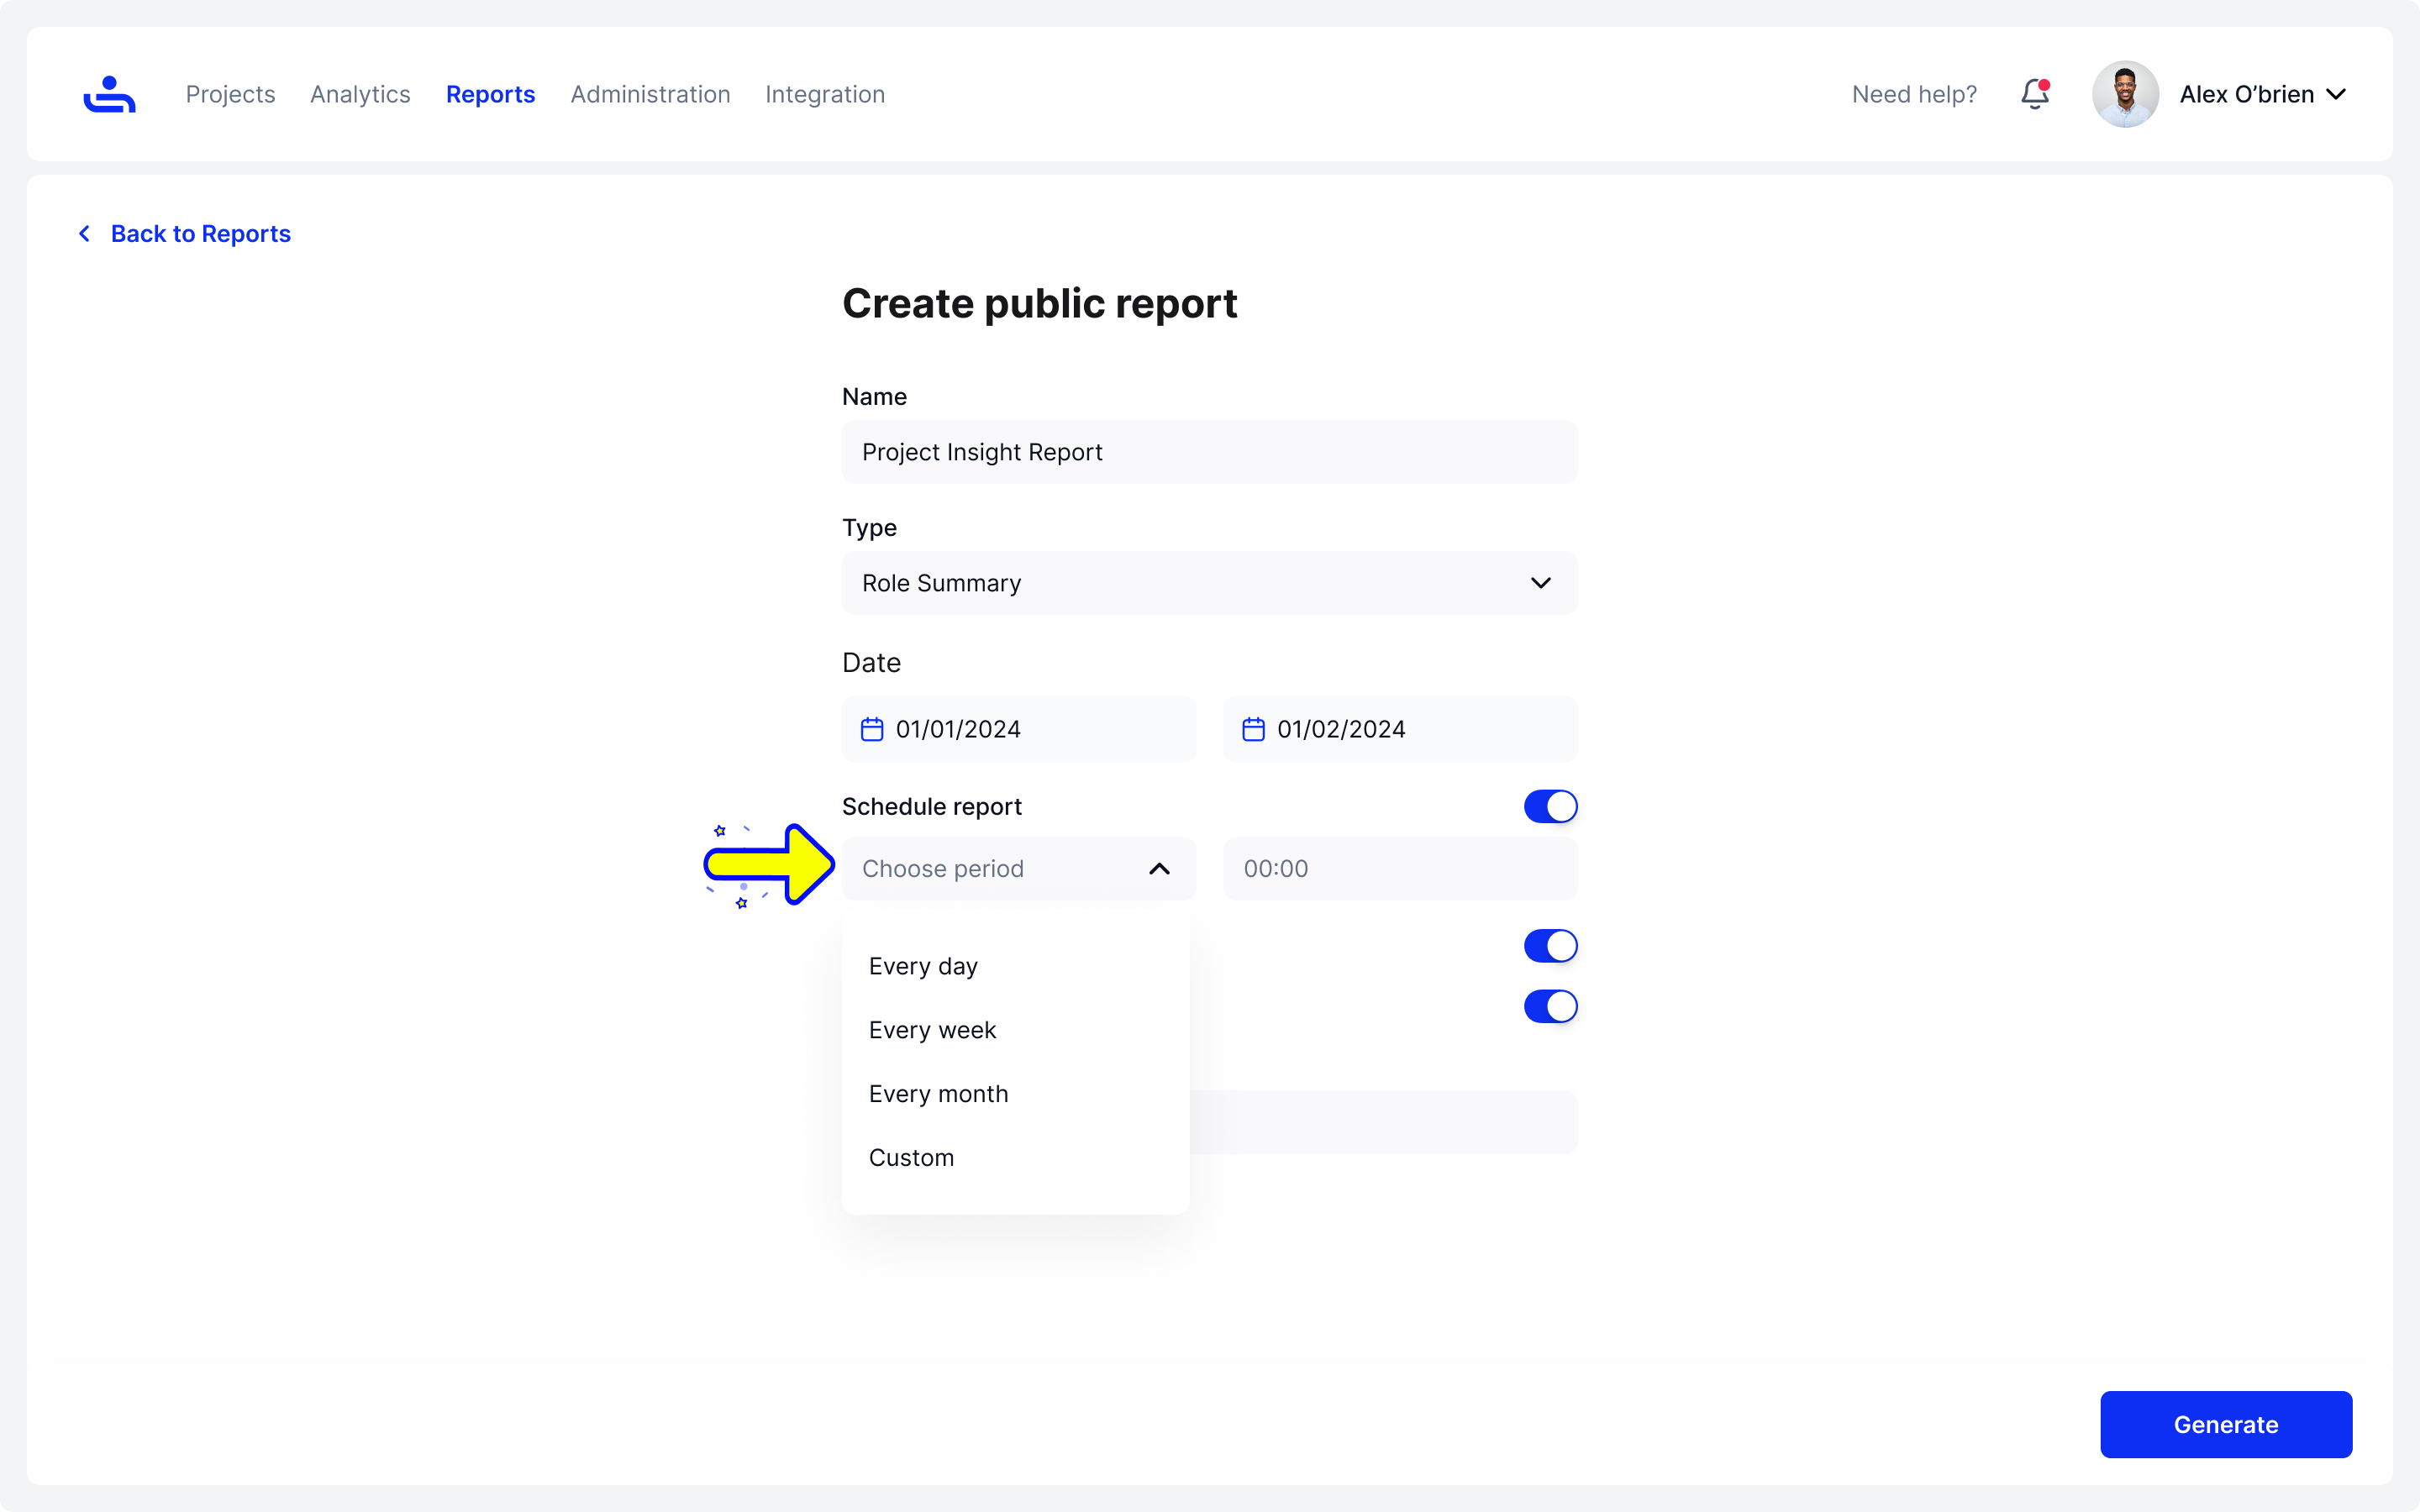 Projects Analytics Reports Administration Integration Need help? Alex O’brien
Back to Reports
Create public report
Name
Project Insight Report
Type
Role Summary
Date
01/01/2024 01/02/2024
Schedule report
Choose period 00:00
Every day
Every week
Every month
Custom
Generate